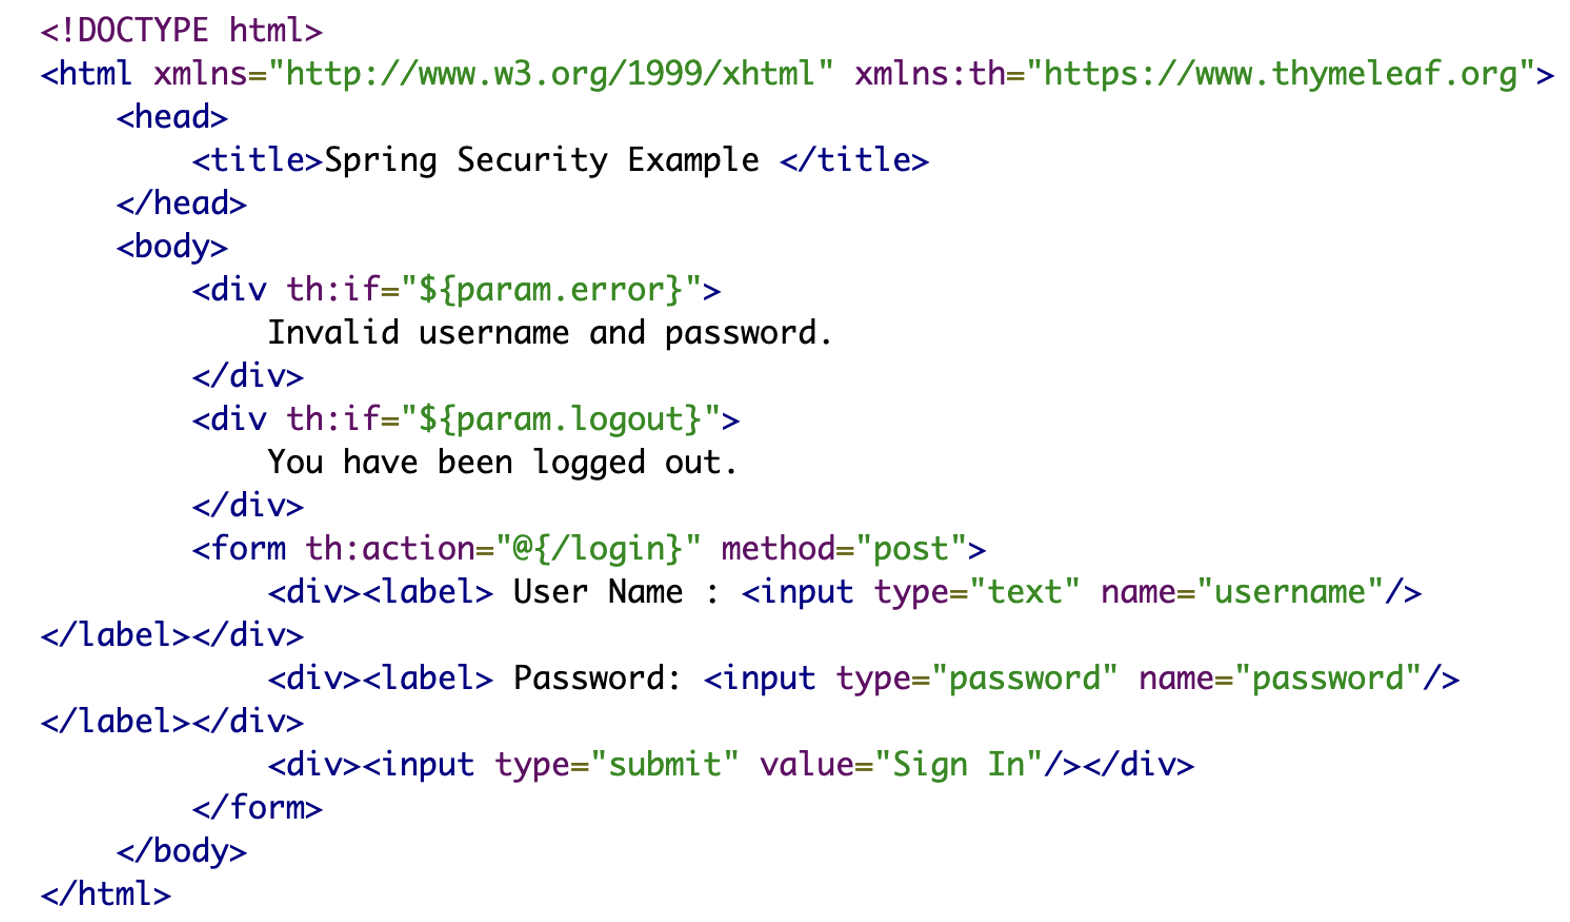 <!DOCTYPE html>
<html xmlns="http://www.w3.org/1999/xhtml" xmlns:th="https://www.thymeleaf.org">
    <head>
        <title>Spring Security Example </title>
    </head>
    <body>
        <div th:if="${param.error}">
            Invalid username and password.
        </div>
        <div th:if="${param.logout}">
            You have been logged out.
        </div>
        <form th:action="@{/login}" method="post">
            <div><label> User Name : <input type="text" name="username"/>
</label></div>
            <div><label> Password: <input type="password" name="password"/>
</label></div>
            <div><input type="submit" value="Sign In"/></div>
        </form>
    </body>
</html>